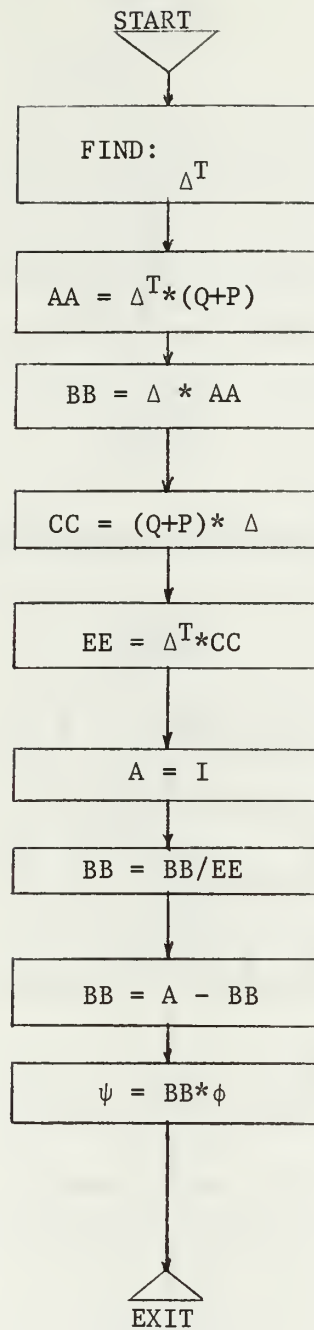 START
FIND:
Δᵀ
AA = Δᵀ*(Q+P)
BB = Δ * AA
CC = (Q+P)* Δ
EE = Δᵀ*CC
A = I
BB = BB/EE
BB = A - BB
ψ = BB*ϕ
EXIT